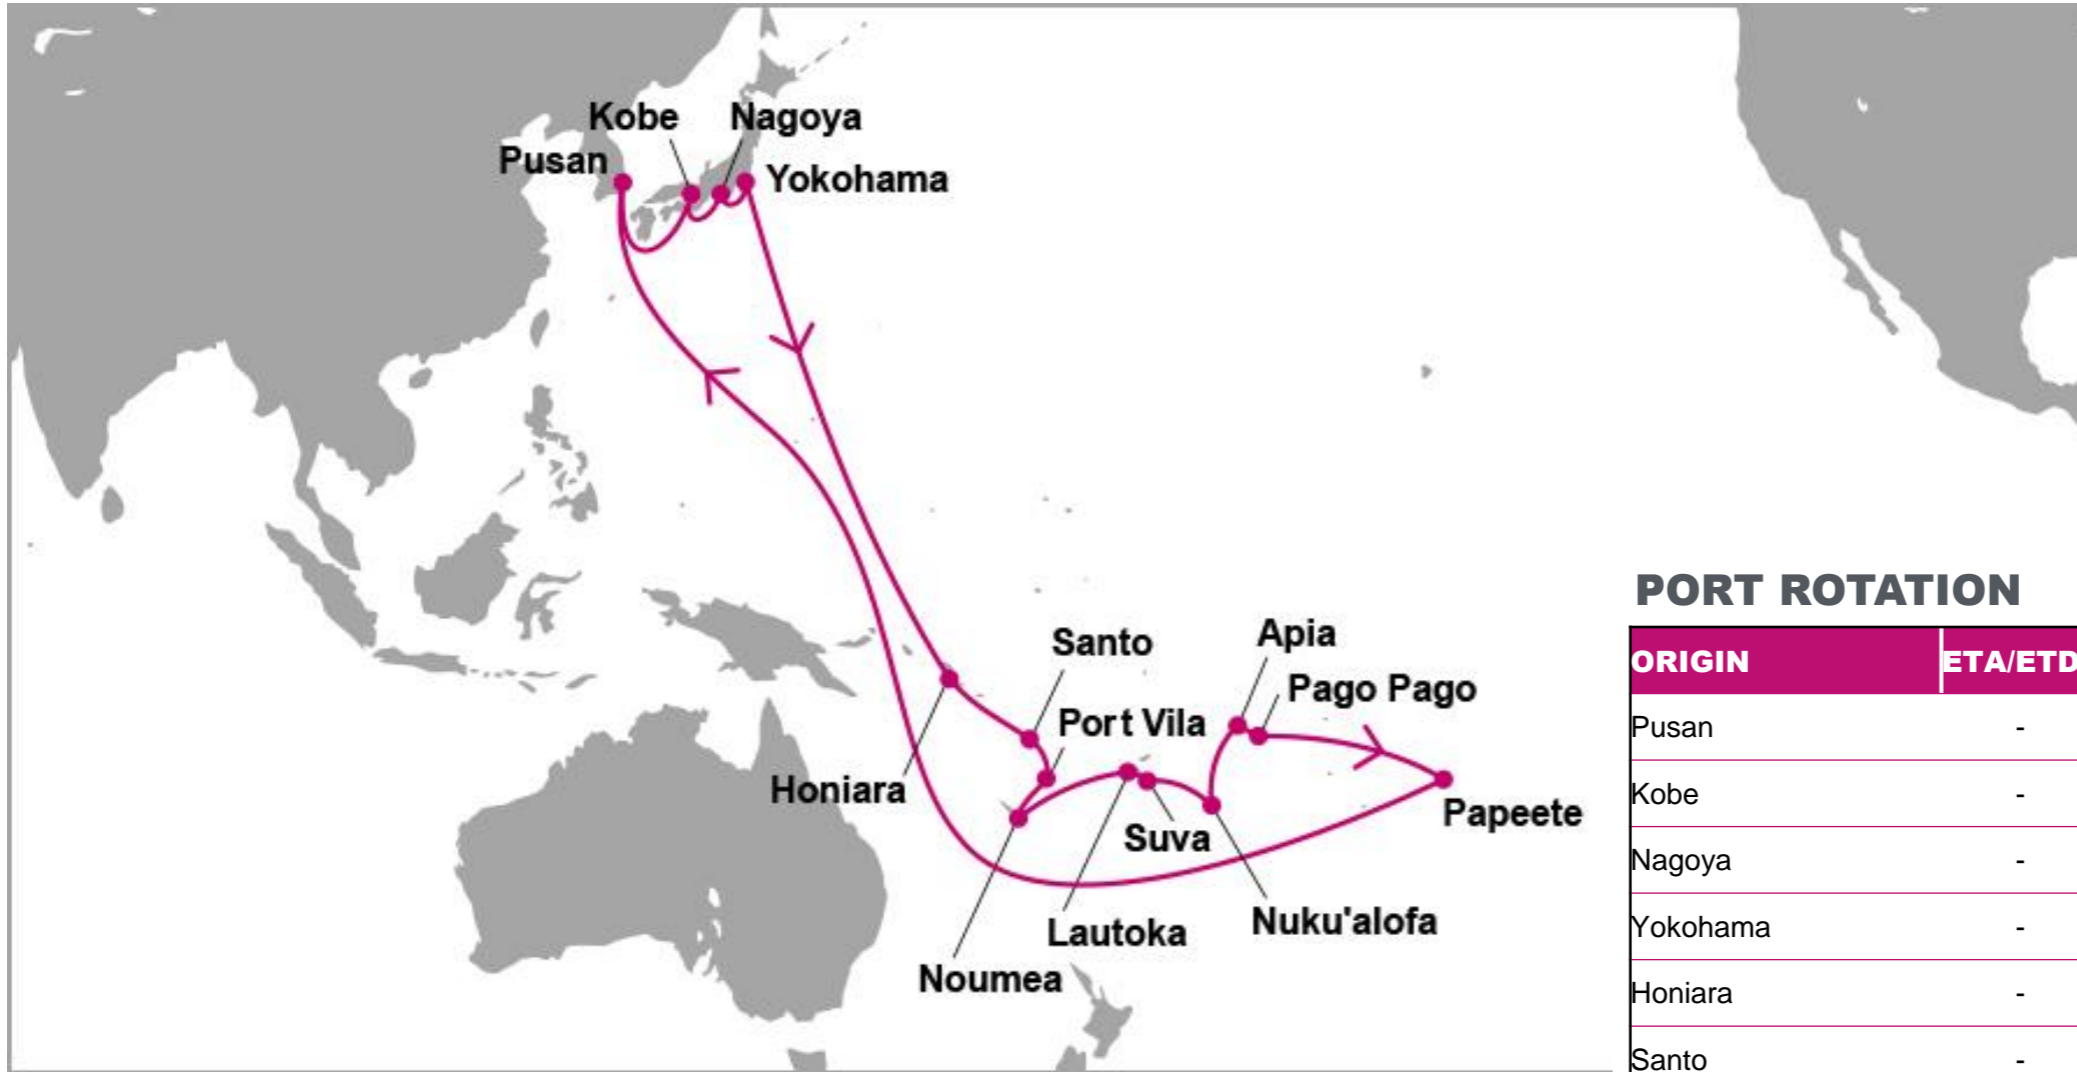 Kobe
Nagoya
Pusan
Yokohama
Santo
Apia
Pago Pago
Port Vila
Honiara
Papeete
Suva
Nuku'alofa
Lautoka
Noumea
PORT ROTATION
ORIGIN ETA/ETD
Pusan -
Kobe -
Nagoya -
Yokohama -
Honiara -
Santo -